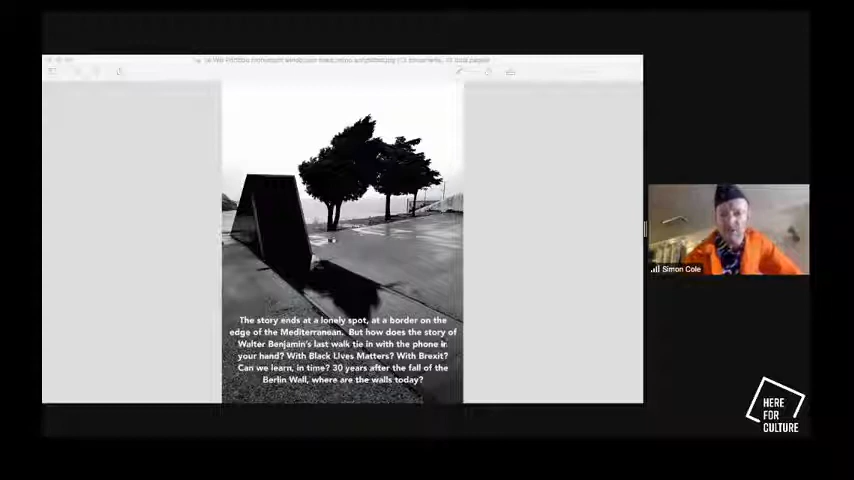 The story ends at a lonely spot, at a border on the
edge of the Mediterranean. But how does the story of
Walter Benjamin's last walk tie in with the phone in
your hand? With Black Lives Matters? With Brexit?
Can we learn, in time? 30 years after the fall of the
Berlin Wall, where are the walls today?
Simon Cole
HERE
FOR
CULTURE